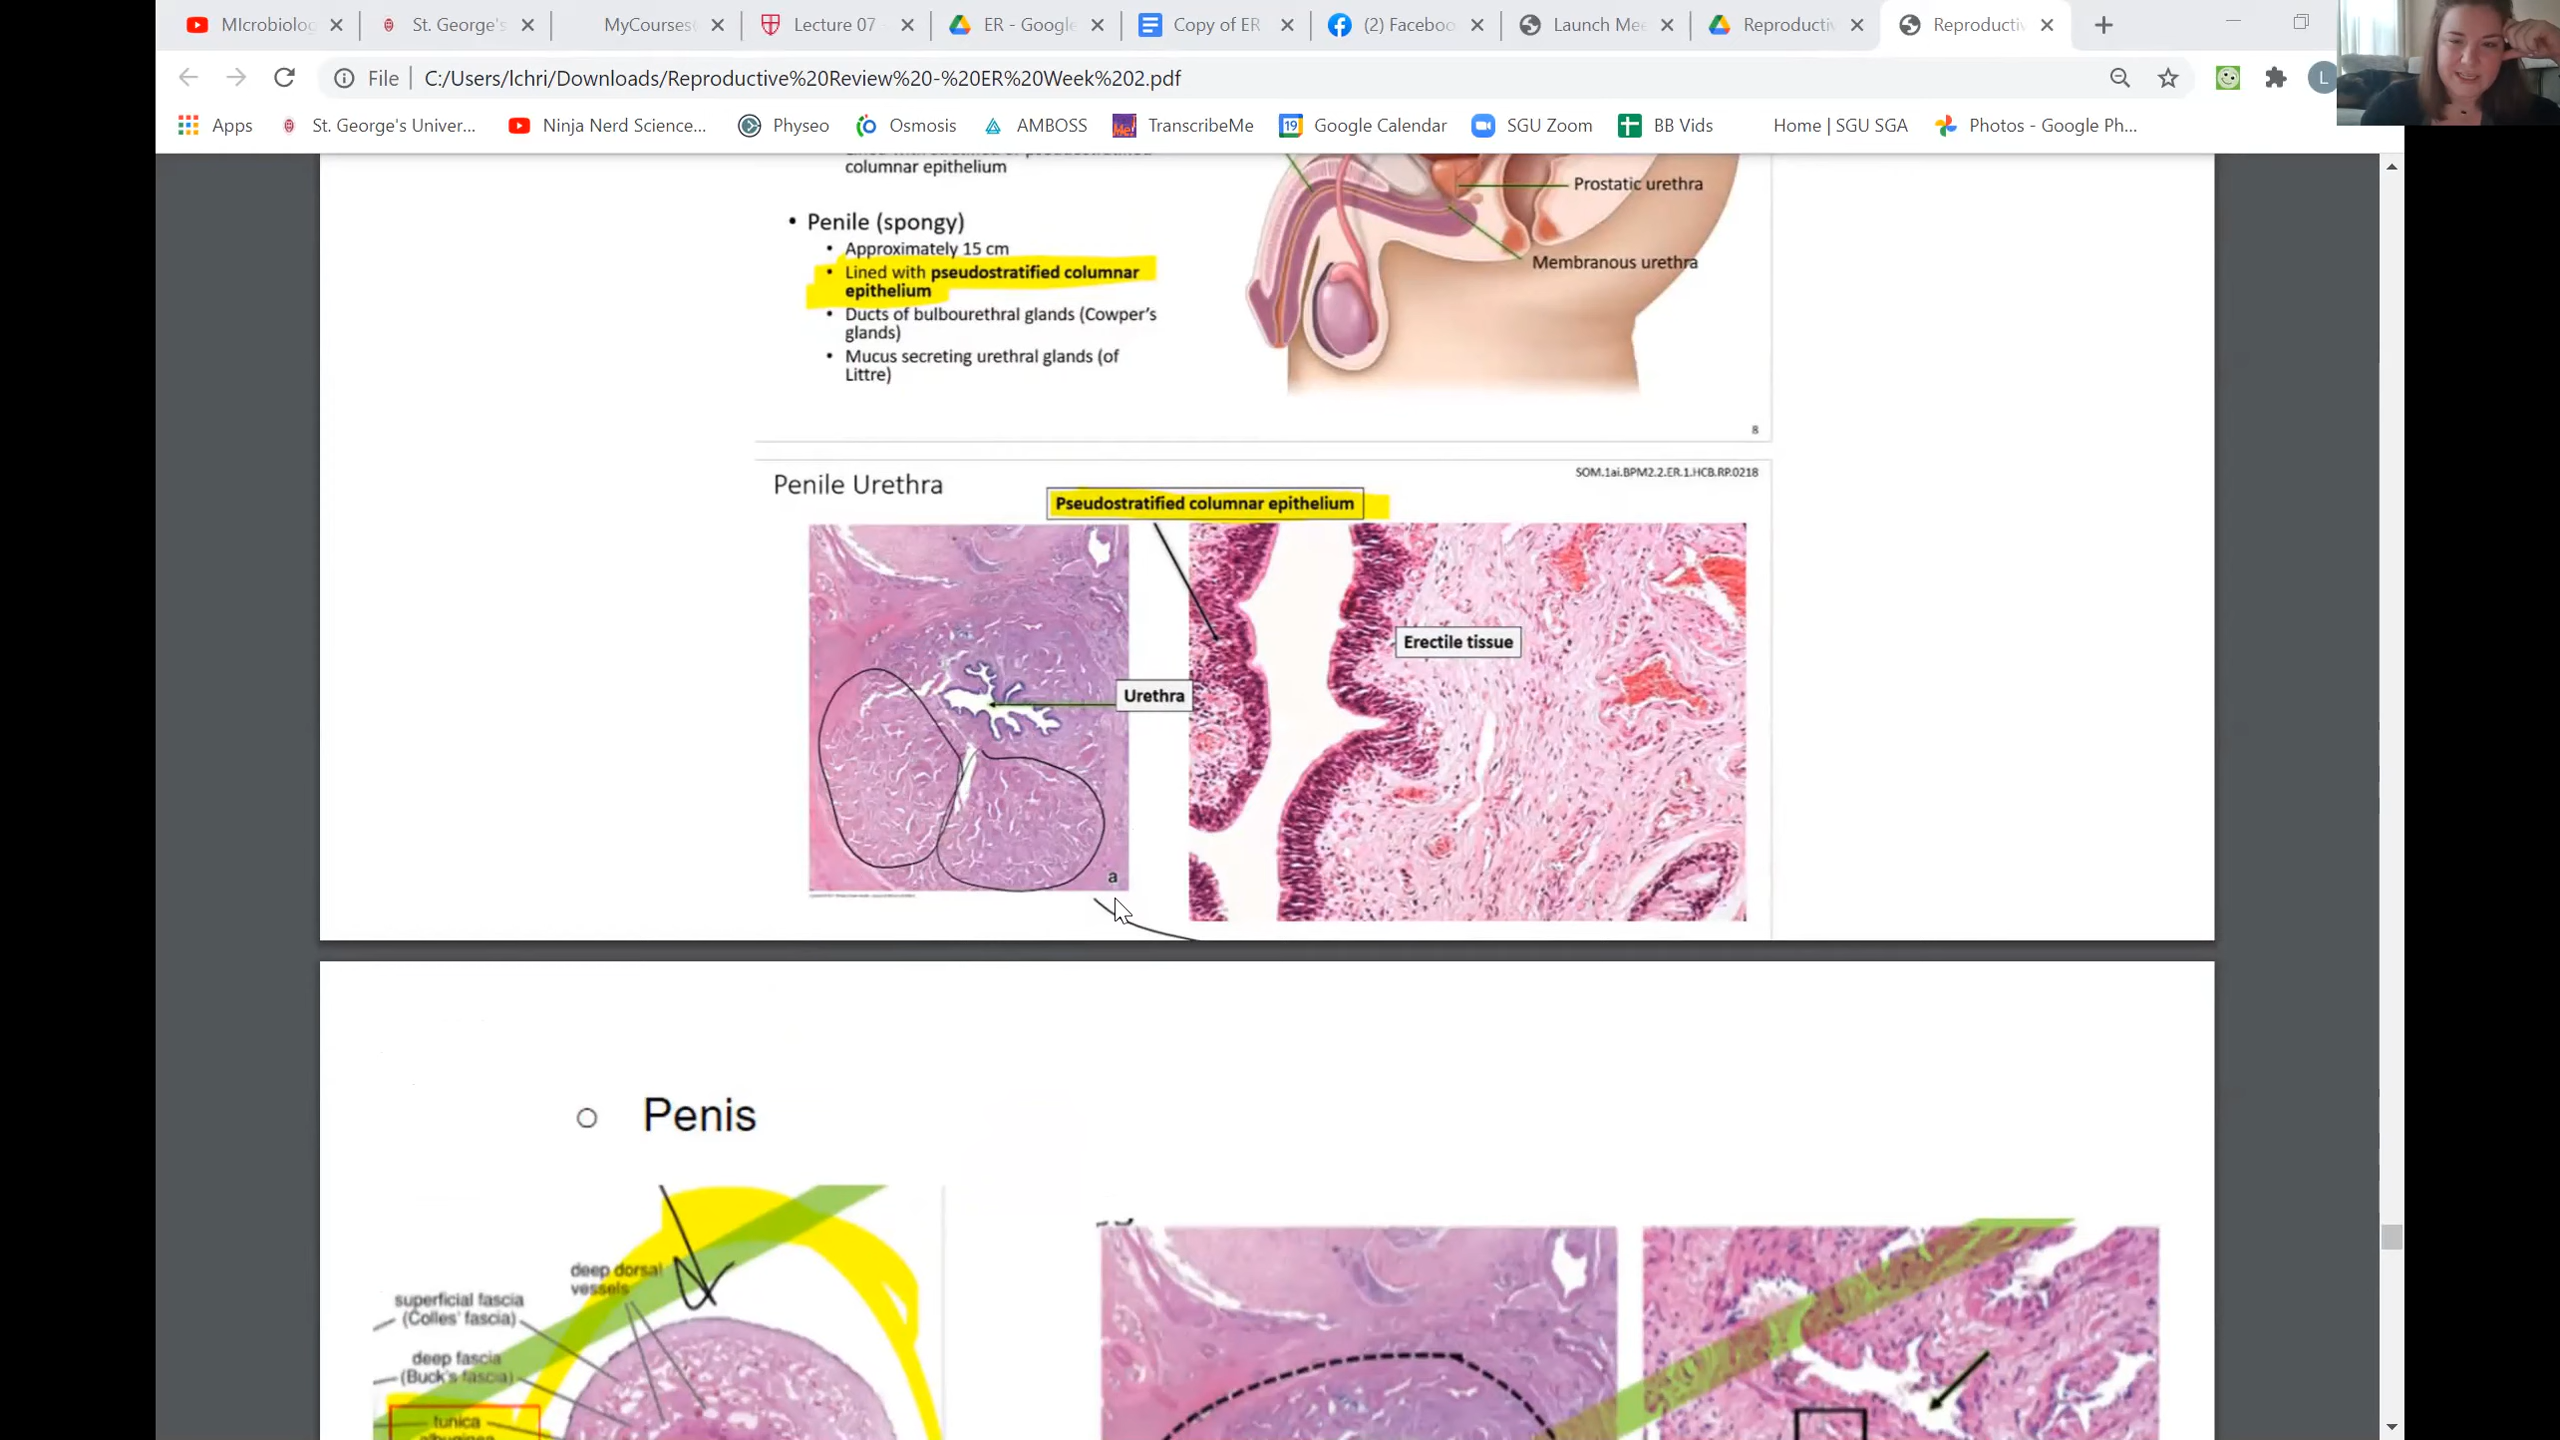 MIcrobiolog
St. George's
MyCourses
Lecture 07 -
ER - Google
Copy of ER
(2) Faceboo
Launch Mee
Reproductiv
Reproductiv
File
C:/Users/lchri/Downloads/Reproductive%20Review%20-%20ER%20Week%202.pdf
L
Apps
St. George's Univer...
Ninja Nerd Science...
Physeo
Osmosis
AMBOSS
TranscribeMe
19
Google Calendar
SGU Zoom
BB Vids
Home | SGU SGA
Photos - Google Ph...
columnar epithelium
• Penile (spongy)
• Approximately 15 cm
• Lined with pseudostratified columnar
epithelium
• Ducts of bulbourethral glands (Cowper's
glands)
• Mucus secreting urethral glands (of
Littre)
Prostatic urethra
Membranous urethra
8
SOM.1ai.BPM2.2.ER.1.HCB.RP.0218
Penile Urethra
Pseudostratified columnar epithelium
Erectile tissue
Urethra
a
○ Penis
deep dorsal
vessels
superficial fascia
(Colles' fascia)
deep fascia
(Buck's fascia)
tunica
albuginea